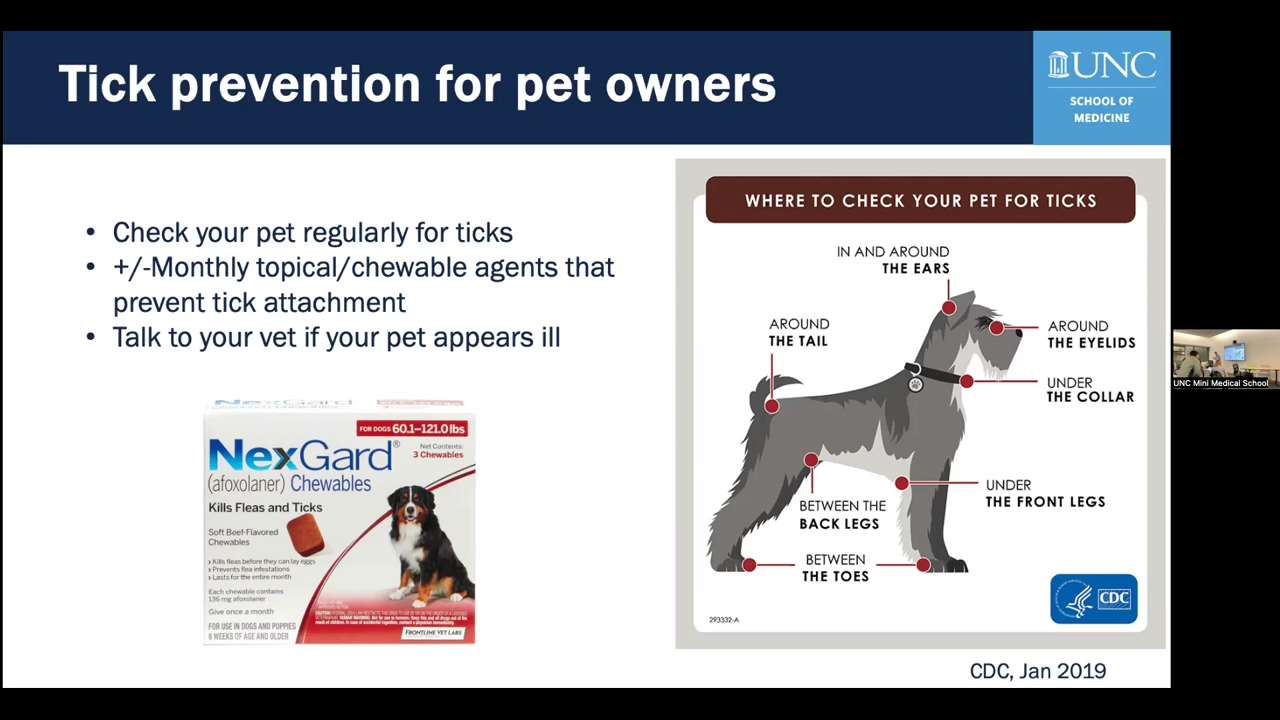 Tick prevention for pet owners
UNC
SCHOOL OF
MEDICINE
• Check your pet regularly for ticks
• +/-Monthly topical/chewable agents that
prevent tick attachment
• Talk to your vet if your pet appears ill
NexGard
FOR DOGS 60.1–121.0 lbs
Net Contents:
3 Chewables
NexGard®
(afoxolaner) Chewables
Kills Fleas and Ticks
Soft Beef-Flavored
Chewables
› Kills fleas before they can lay eggs
› Prevents flea infestations
› Lasts for the entire month
Each chewable contains
136 mg afoxolaner
Give once a month
FOR USE IN DOGS AND PUPPIES
8 WEEKS OF AGE AND OLDER
FRONTLINE VET LABS
WHERE TO CHECK YOUR PET FOR TICKS
IN AND AROUND
THE EARS
AROUND
THE TAIL
AROUND
THE EYELIDS
UNDER
THE COLLAR
UNDER
THE FRONT LEGS
BETWEEN THE
BACK LEGS
BETWEEN
THE TOES
CDC
293332-A
CDC, Jan 2019
UNC Mini Medical School